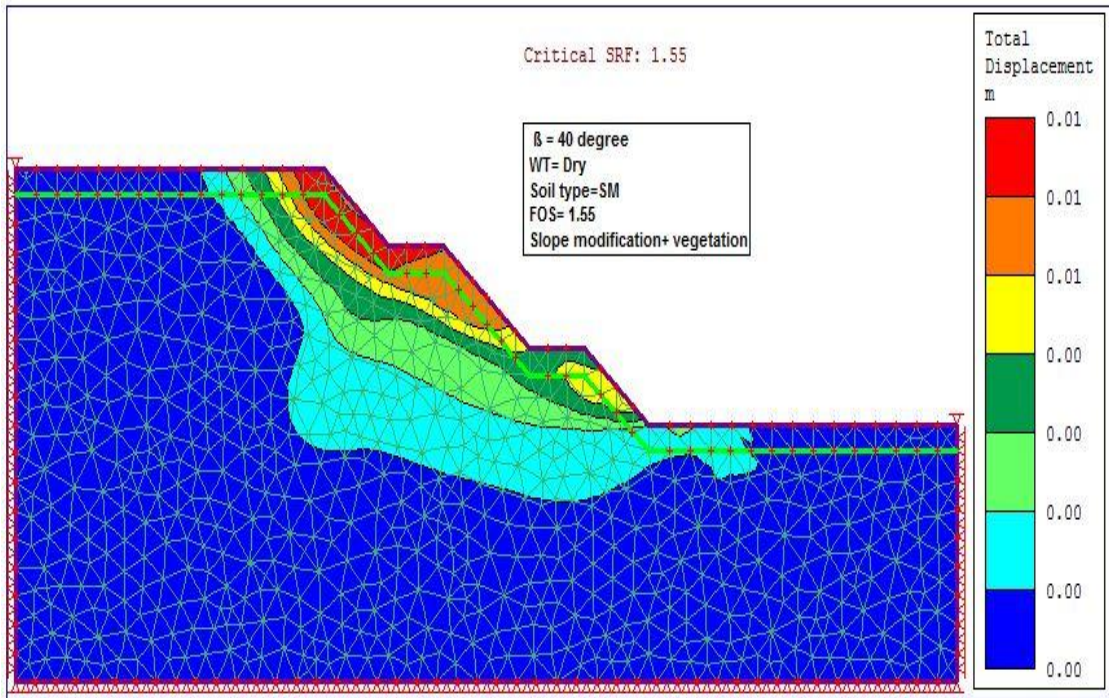 Critical SRF: 1.55
ß = 40 degree
WT= Dry
Soil type=SM
FOS= 1.55
Slope modification+ vegetation
Total
Displacement
m
0.01
0.01
0.01
0.00
0.00
0.00
0.00
0.00